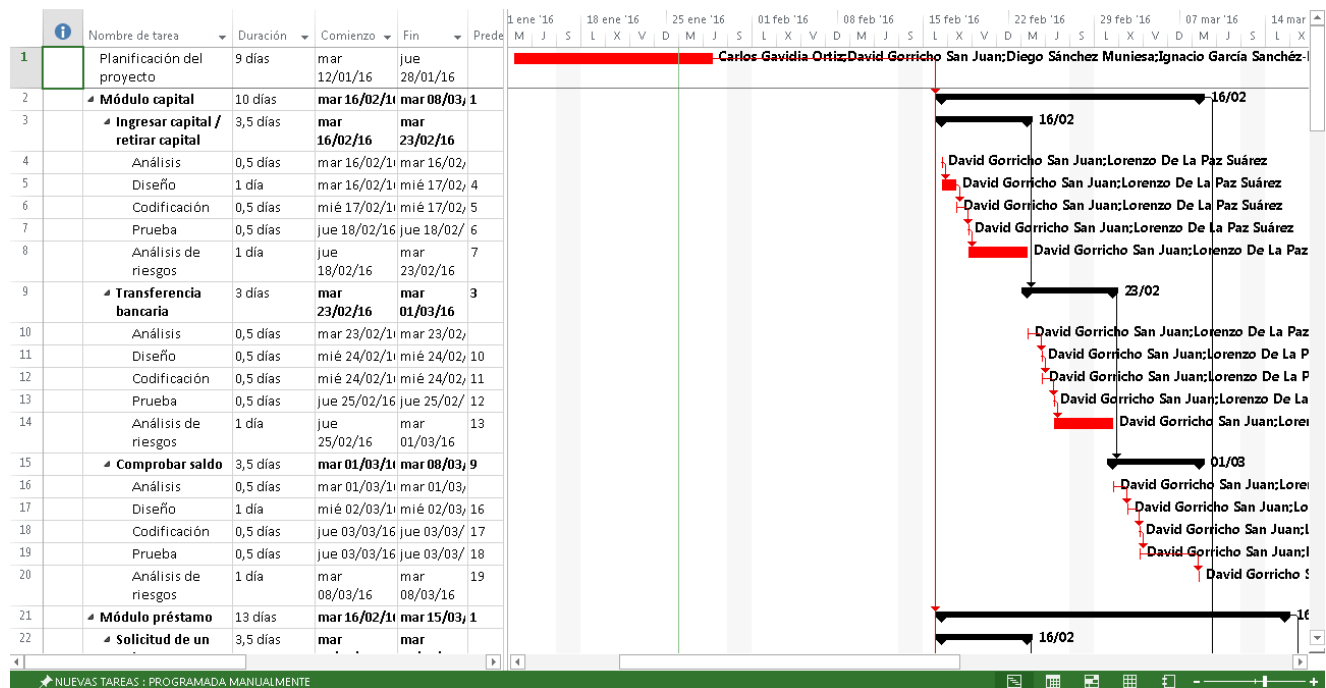 1 ene '16 18 ene '16 25 ene '16 01 feb '16 08 feb '16 15 feb '16 22 feb '16 29 feb '16 07 mar '16 14 mar
Nombre de tarea Duración Comienzo Fin Prede M J S L X V D M J S L X V D M J S L X V D M J S L X V D M J S L X
1 Planificación del proyecto 9 días mar 12/01/16 jue 28/01/16 Carlos Gavidia Ortiz;David Gorricho San Juan;Diego Sánchez Muniesa;Ignacio García Sanchéz-
2 Módulo capital 10 días mar 16/02/1 mar 08/03/ 1 16/02
3 Ingresar capital / retirar capital 3,5 días mar 16/02/16 mar 23/02/16 16/02
4 Análisis 0,5 días mar 16/02/1 mar 16/02/ David Gorricho San Juan;Lorenzo De La Paz Suárez
5 Diseño 1 día mar 16/02/1 mié 17/02/ 4 David Gorricho San Juan;Lorenzo De La Paz Suárez
6 Codificación 0,5 días mié 17/02/1 mié 17/02/ 5 David Gorricho San Juan;Lorenzo De La Paz Suárez
7 Prueba 0,5 días jue 18/02/16 jue 18/02/ 6 David Gorricho San Juan;Lorenzo De La Paz Suárez
8 Análisis de riesgos 1 día jue 18/02/16 mar 23/02/16 7 David Gorricho San Juan;Lorenzo De La Paz
9 Transferencia bancaria 3 días mar 23/02/16 mar 01/03/16 3 23/02
10 Análisis 0,5 días mar 23/02/1 mar 23/02/ David Gorricho San Juan;Lorenzo De La Paz
11 Diseño 0,5 días mié 24/02/1 mié 24/02/ 10 David Gorricho San Juan;Lorenzo De La P
12 Codificación 0,5 días mié 24/02/1 mié 24/02/ 11 David Gorricho San Juan;Lorenzo De La P
13 Prueba 0,5 días jue 25/02/16 jue 25/02/ 12 David Gorricho San Juan;Lorenzo De La
14 Análisis de riesgos 1 día jue 25/02/16 mar 01/03/16 13 David Gorricho San Juan;Lorer
15 Comprobar saldo 3,5 días mar 01/03/1 mar 08/03/ 9 01/03
16 Análisis 0,5 días mar 01/03/1 mar 01/03/ David Gorricho San Juan;Lorer
17 Diseño 1 día mié 02/03/1 mié 02/03/ 16 David Gorricho San Juan;Lo
18 Codificación 0,5 días jue 03/03/16 jue 03/03/ 17 David Gorricho San Juan;L
19 Prueba 0,5 días jue 03/03/16 jue 03/03/ 18 David Gorricho San Juan;
20 Análisis de riesgos 1 día mar 08/03/16 mar 08/03/16 19 David Gorricho S
21 Módulo préstamo 13 días mar 16/02/1 mar 15/03/ 1 16
22 Solicitud de un 3,5 días mar mar 16/02
NUEVAS TAREAS : PROGRAMADA MANUALMENTE